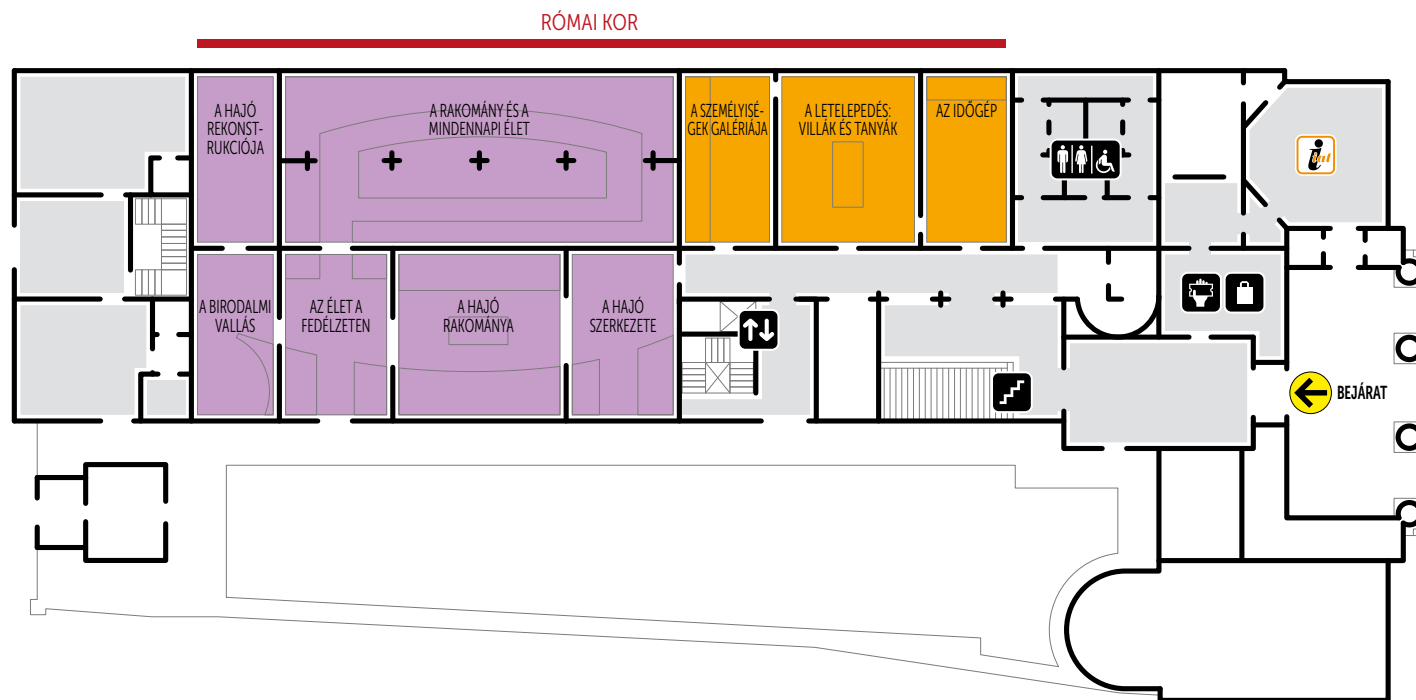 RÓMAI KOR
A HAJÓ
REKONST-
RUKCIÓJA
A RAKOMÁNY ÉS A
MINDENNAPI ÉLET
A SZEMÉLYISÉ-
GEK GALÉRIÁJA
A LETELEPEDÉS:
VILLÁK ÉS TANYÁK
AZ IDŐGÉP
A BIRODALMI
VALLÁS
AZ ÉLET A
FEDÉLZETEN
A HAJÓ
RAKOMÁNYA
A HAJÓ
SZERKEZETE
BEJÁRAT